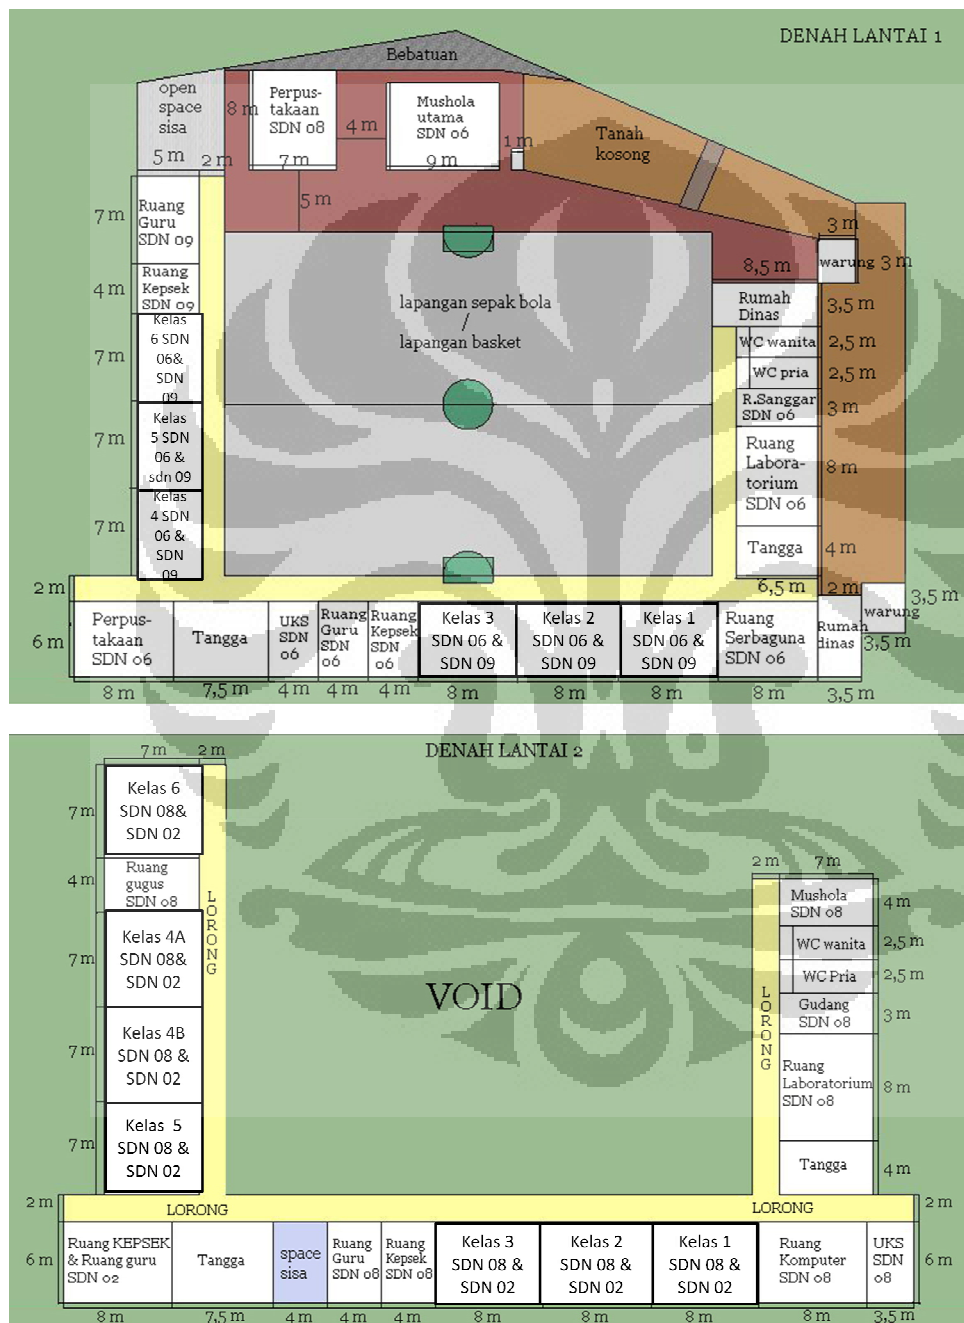 DENAH LANTAI 1
Bebatuan
open
space
sisa
8 m
Perpus-
takaan
SDN 08
4 m
Mushola
utama
SDN 06
1 m
Tanah
kosong
5 m
2 m
7 m
9 m
5 m
7 m
Ruang
Guru
SDN 09
4 m
Ruang
Kepsek
SDN 09
7 m
Kelas
6 SDN
06&
SDN
09
7 m
Kelas
5 SDN
06 &
sdn 09
7 m
Kelas
4 SDN
06 &
SDN
09
lapangan sepak bola
/
lapangan basket
3 m
8,5 m
warung
3 m
Rumah
Dinas
3,5 m
WC wanita
2,5 m
WC pria
2,5 m
R.Sanggar
SDN 06
3 m
Ruang
Labora-
torium
SDN 06
8 m
Tangga
4 m
6,5 m
2 m
2 m
3,5 m
warung
3,5 m
6 m
Perpus-
takaan
SDN 06
Tangga
UKS
SDN
06
Ruang
Guru
SDN
06
Ruang
Kepsek
SDN
06
Kelas 3
SDN 06 &
SDN 09
Kelas 2
SDN 06 &
SDN 09
Kelas 1
SDN 06 &
SDN 09
Ruang
Serbaguna
SDN 06
Rumah
dinas
8 m
7,5 m
4 m
4 m
4 m
8 m
8 m
8 m
8 m
3,5 m
DENAH LANTAI 2
7 m
2 m
7 m
Kelas 6
SDN 08&
SDN 02
4 m
Ruang
gugus
SDN 08
7 m
Kelas 4A
SDN 08&
SDN 02
7 m
Kelas 4B
SDN 08 &
SDN 02
7 m
Kelas 5
SDN 08 &
SDN 02
LORONG
VOID
2 m
7 m
LORONG
Mushola
SDN 08
4 m
WC wanita
2,5 m
WC Pria
2,5 m
Gudang
SDN 08
3 m
Ruang
Laboratorium
SDN 08
8 m
Tangga
4 m
2 m
LORONG
LORONG
2 m
6 m
Ruang KEPSEK
& Ruang guru
SDN 02
Tangga
space
sisa
Ruang
Guru
SDN 08
Ruang
Kepsek
SDN 08
Kelas 3
SDN 08 &
SDN 02
Kelas 2
SDN 08 &
SDN 02
Kelas 1
SDN 08 &
SDN 02
Ruang
Komputer
SDN 08
UKS
SDN
08
6 m
8 m
7,5 m
4 m
4 m
4 m
8 m
8 m
8 m
8 m
3,5 m